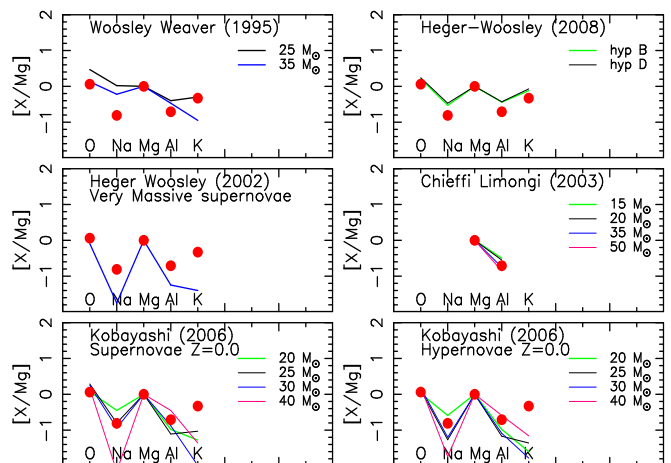 Woosley Weaver (1995)
25 M⊙
35 M⊙
[X/Mg]
2
1
0
−1
O Na Mg Al K
Heger−Woosley (2008)
hyp B
hyp D
[X/Mg]
2
1
0
−1
O Na Mg Al K
Heger Woosley (2002)
Very Massive supernovae
[X/Mg]
2
1
0
−1
O Na Mg Al K
Chieffi Limongi (2003)
15 M⊙
20 M⊙
35 M⊙
50 M⊙
[X/Mg]
2
1
0
−1
O Na Mg Al K
Kobayashi (2006)
Supernovae Z=0.0
20 M⊙
25 M⊙
30 M⊙
40 M⊙
[X/Mg]
2
1
0
−1
O Na Mg Al K
Kobayashi (2006)
Hypernovae Z=0.0
20 M⊙
25 M⊙
30 M⊙
40 M⊙
[X/Mg]
2
1
0
−1
O Na Mg Al K